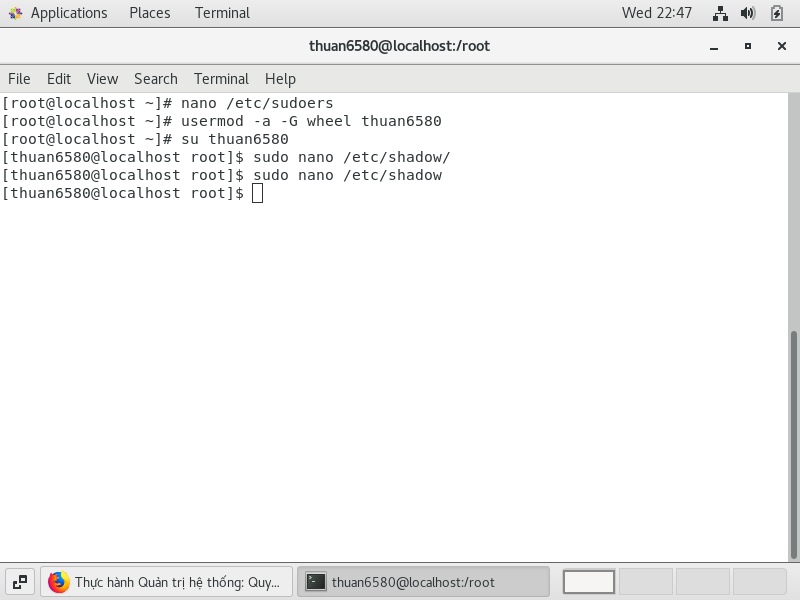 Applications Places Terminal Wed 22:47
thuan6580@localhost:/root
File Edit View Search Terminal Help
[root@localhost ~]# nano /etc/sudoers
[root@localhost ~]# usermod -a -G wheel thuan6580
[root@localhost ~]# su thuan6580
[thuan6580@localhost root]$ sudo nano /etc/shadow/
[thuan6580@localhost root]$ sudo nano /etc/shadow
[thuan6580@localhost root]$
Thực hành Quản trị hệ thống: Quy... thuan6580@localhost:/root